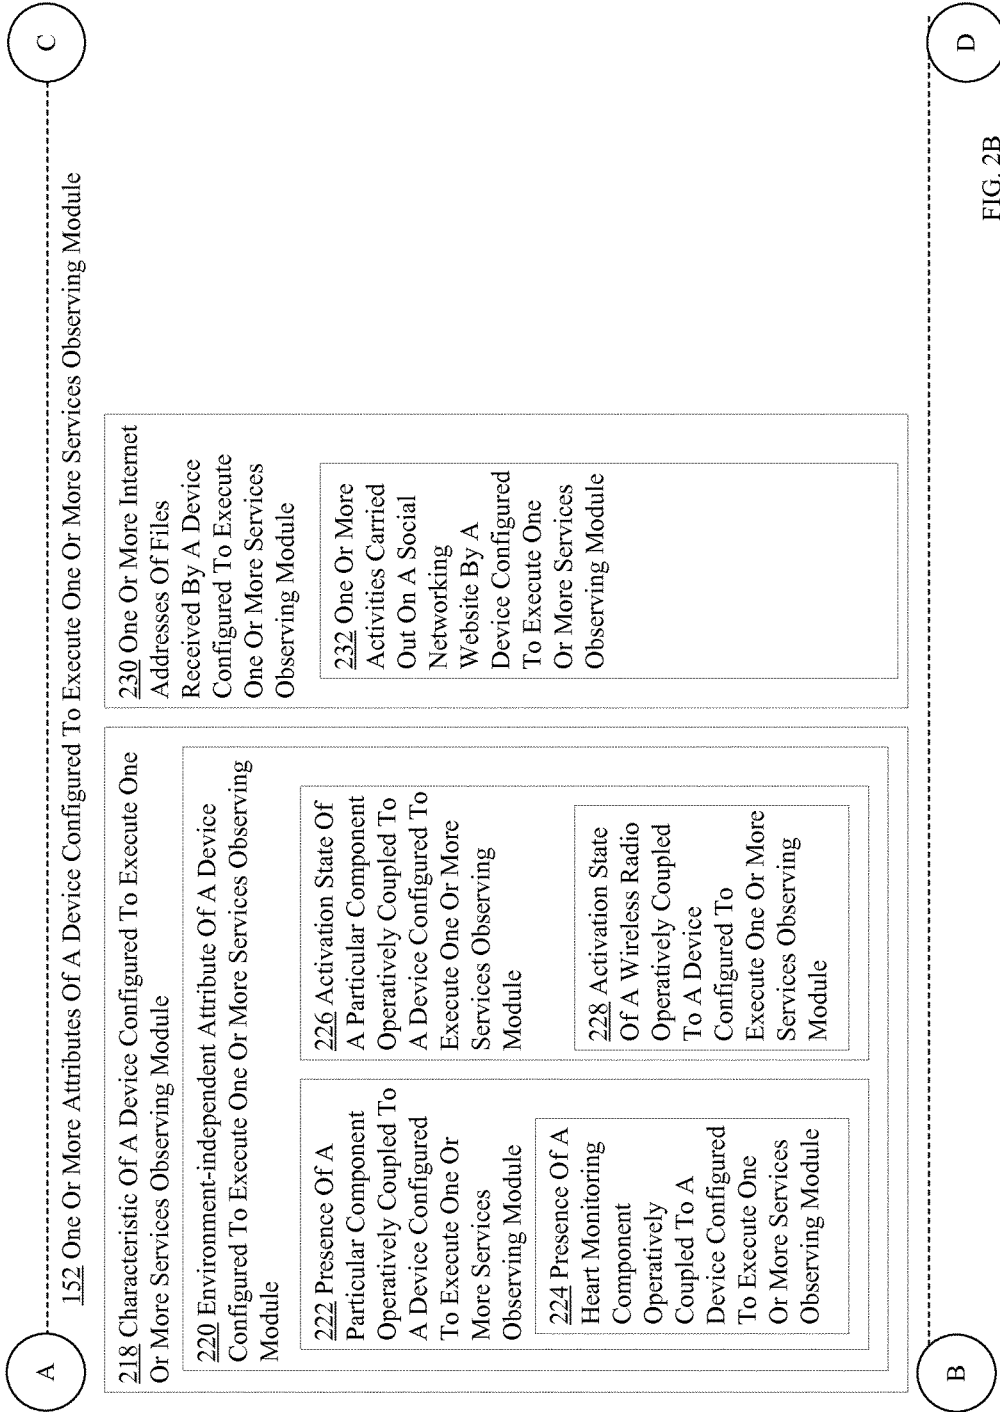 A
C
152 One Or More Attributes Of A Device Configured To Execute One Or More Services Observing Module
218 Characteristic Of A Device Configured To Execute One
Or More Services Observing Module
220 Environment-independent Attribute Of A Device
Configured To Execute One Or More Services Observing
Module
222 Presence Of A
Particular Component
Operatively Coupled To
A Device Configured
To Execute One Or
More Services
Observing Module
224 Presence Of A
Heart Monitoring
Component
Operatively
Coupled To A
Device Configured
To Execute One
Or More Services
Observing Module
226 Activation State Of
A Particular Component
Operatively Coupled To
A Device Configured To
Execute One Or More
Services Observing
Module
228 Activation State
Of A Wireless Radio
Operatively Coupled
To A Device
Configured To
Execute One Or More
Services Observing
Module
230 One Or More Internet
Addresses Of Files
Received By A Device
Configured To Execute
One Or More Services
Observing Module
232 One Or More
Activities Carried
Out On A Social
Networking
Website By A
Device Configured
To Execute One
Or More Services
Observing Module
B
D
FIG. 2B